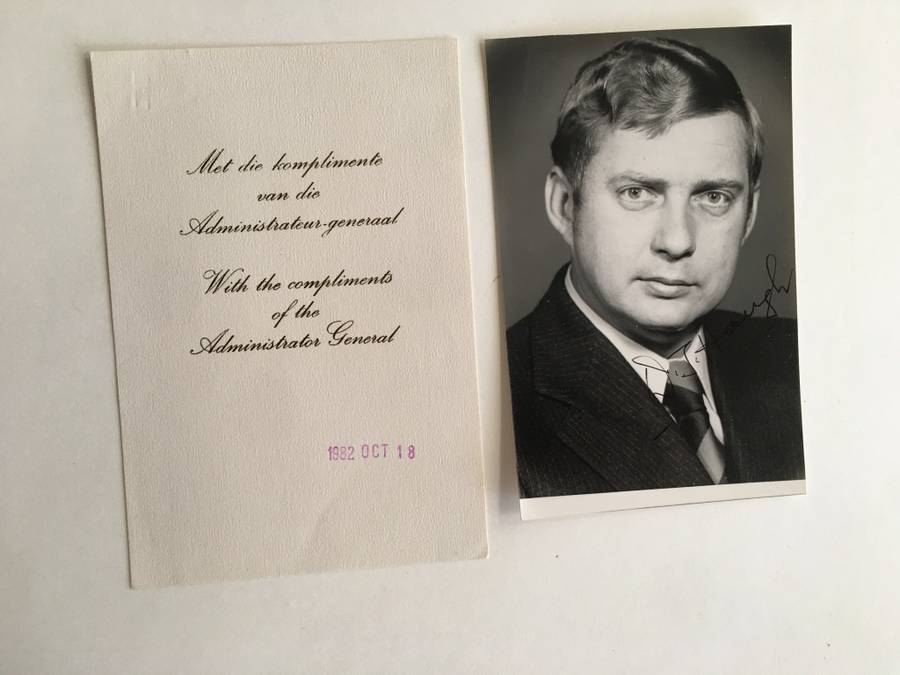 Met die komplimente
van die
Administrateur-generaal
With the compliments
of the
Administrator General
1982 OCT 18